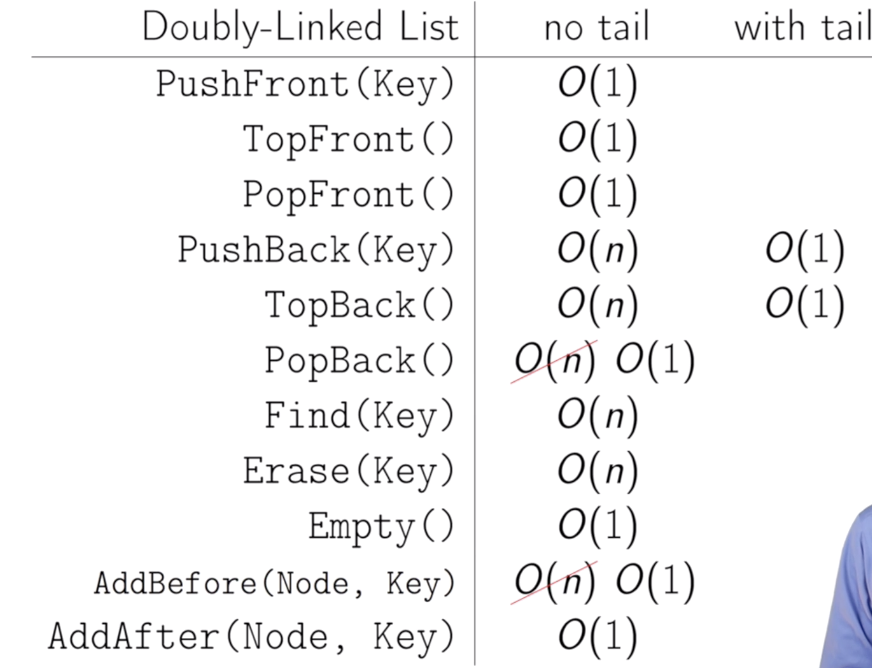 Doubly-Linked List no tail with tail
PushFront(Key) O(1)
TopFront() O(1)
PopFront() O(1)
PushBack(Key) O(n) O(1)
TopBack() O(n) O(1)
PopBack() O(n) O(1)
Find(Key) O(n)
Erase(Key) O(n)
Empty() O(1)
AddBefore(Node, Key) O(n) O(1)
AddAfter(Node, Key) O(1)